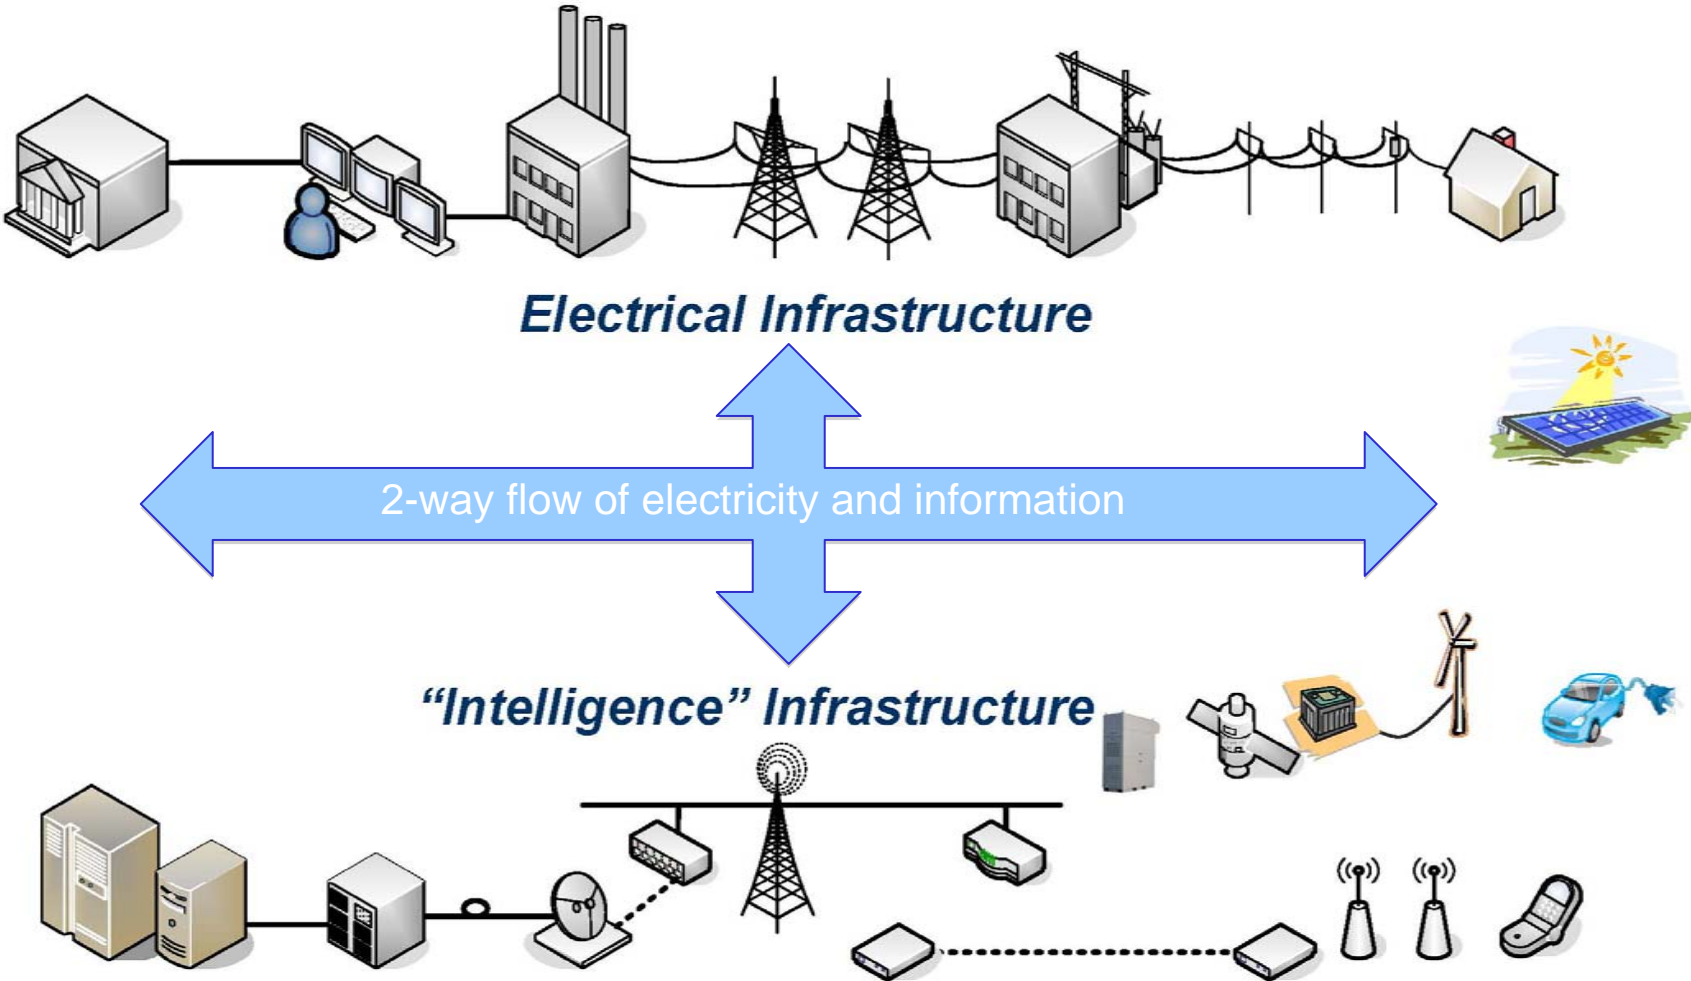 Electrical Infrastructure
2-way flow of electricity and information
“Intelligence” Infrastructure